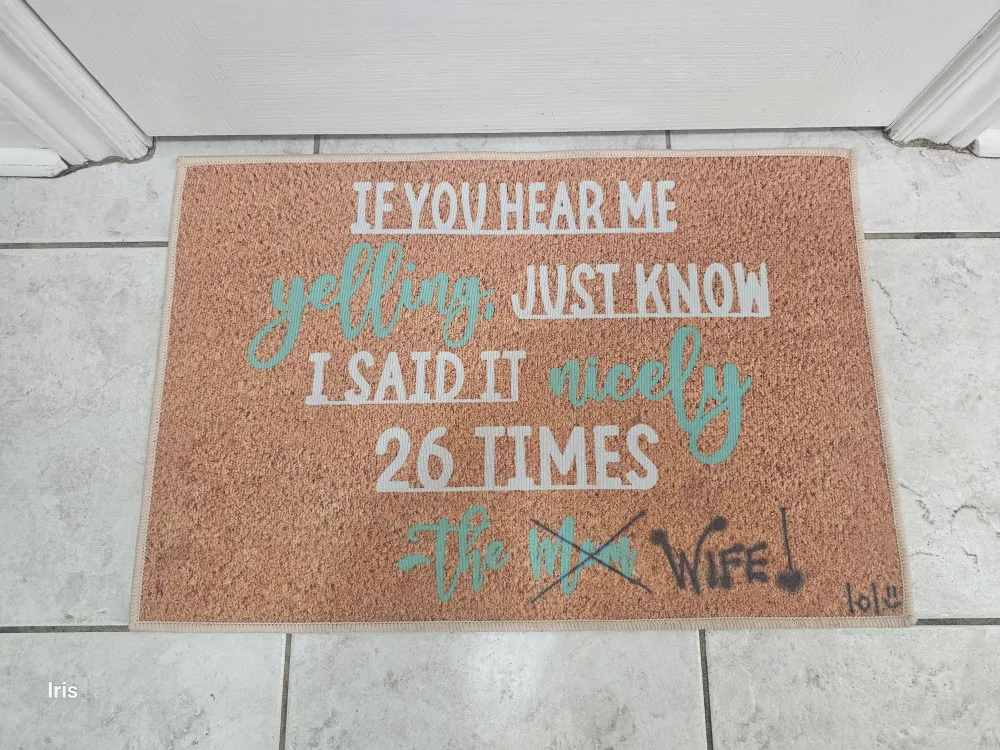 IF YOU HEAR ME
yelling, JUST KNOW
I SAID IT nicely
26 TIMES
-the Mom WIFE!
lol
Iris